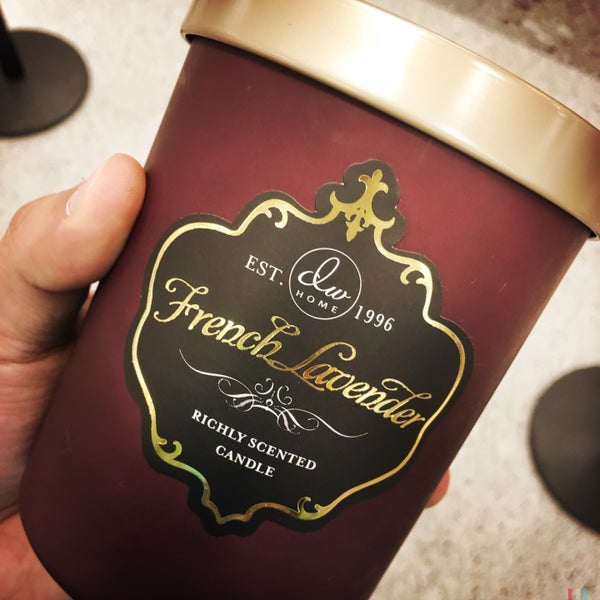 EST. dw 1996
HOME
French Lavender
RICHLY SCENTED
CANDLE